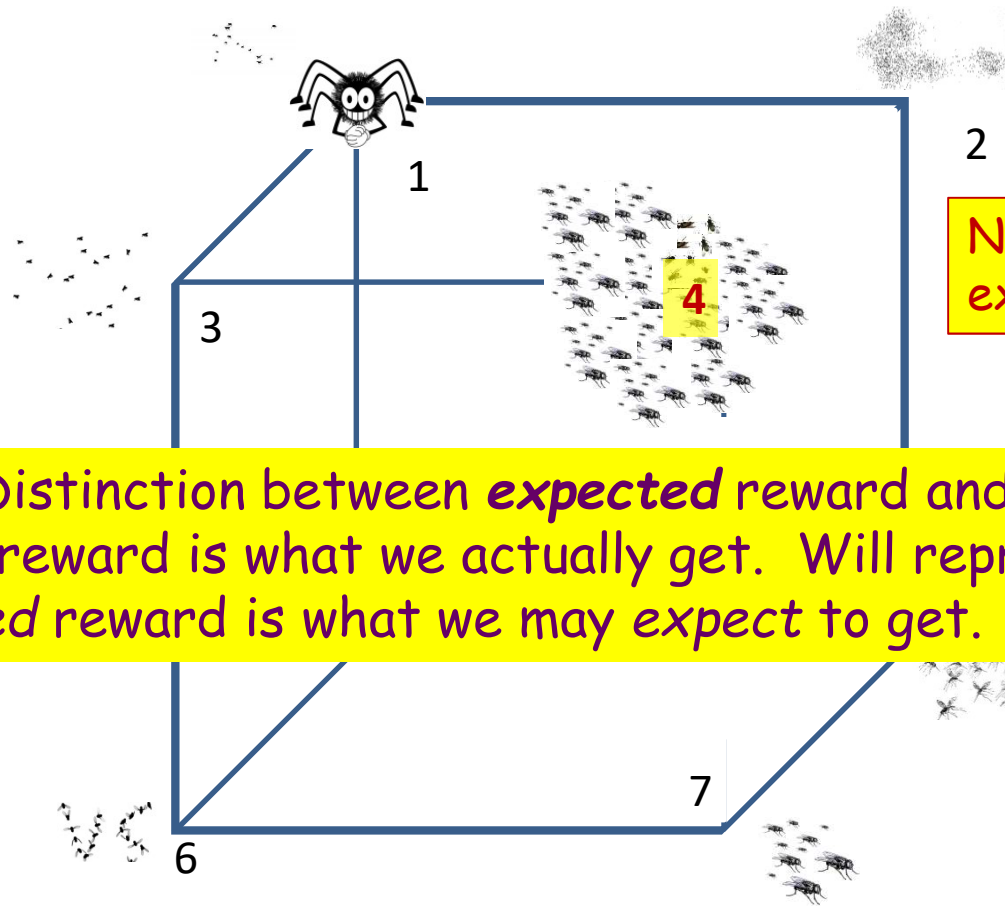 2
1
N
ex
4
3
Distinction between expected reward and
reward is what we actually get. Will repr
ed reward is what we may expect to get.
7
6